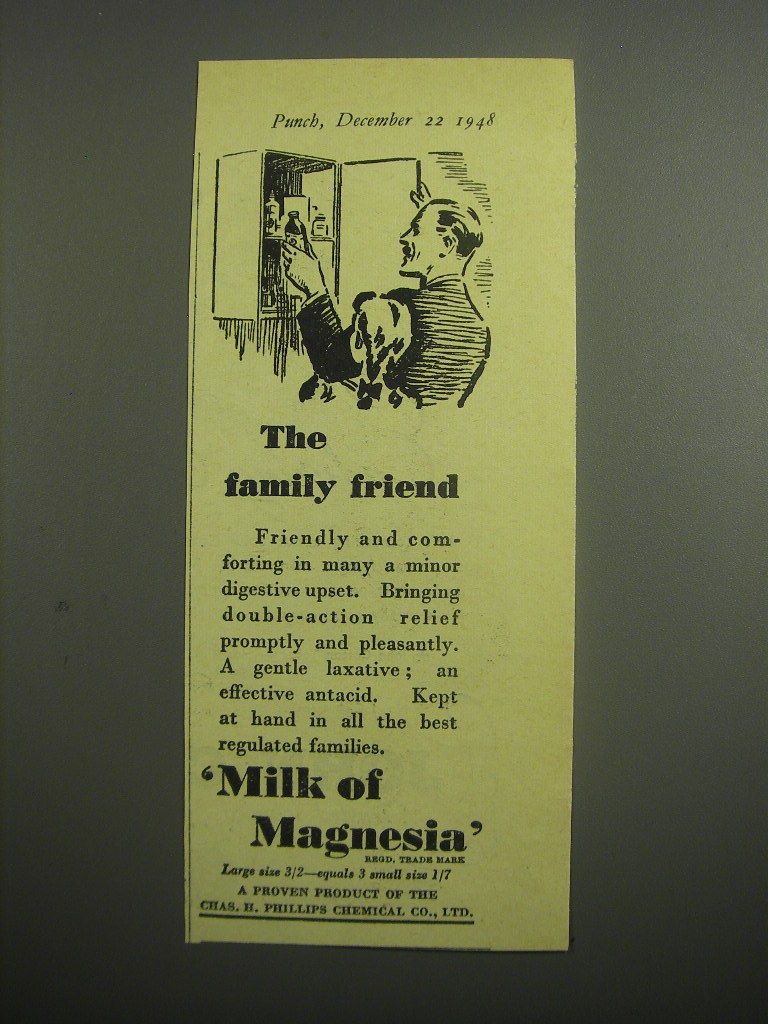 Punch, December 22 1948
The
family friend
Friendly and com-
forting in many a minor
digestive upset. Bringing
double-action relief
promptly and pleasantly.
A gentle laxative; an
effective antacid. Kept
at hand in all the best
regulated families.
‘Milk of
Magnesia’
REGD. TRADE MARK
Large size 3/2—equals 3 small size 1/7
A PROVEN PRODUCT OF THE
CHAS. H. PHILLIPS CHEMICAL CO., LTD.